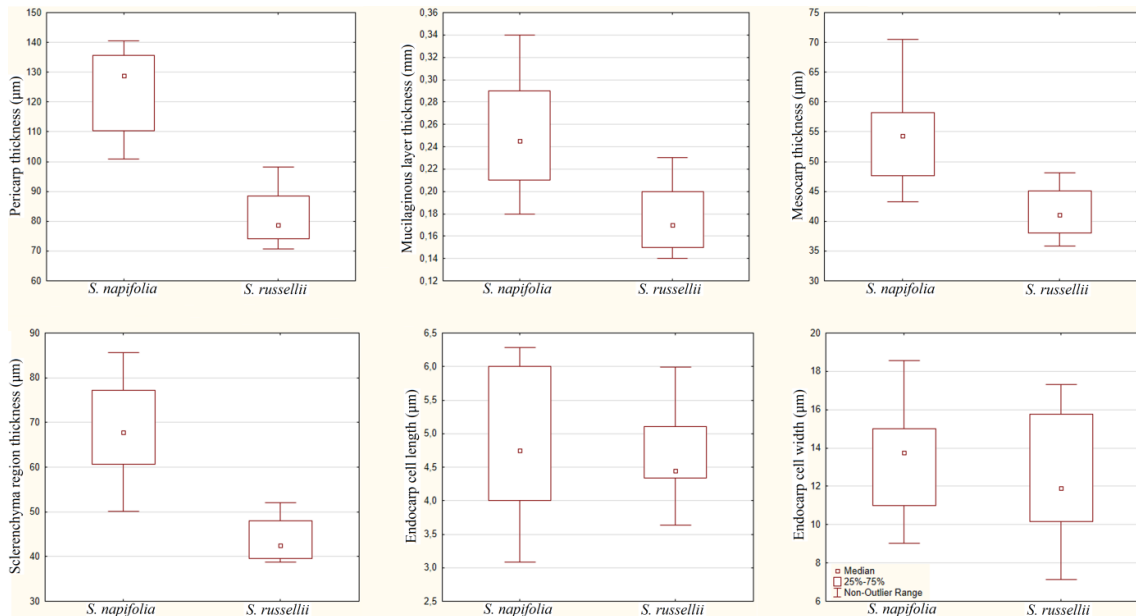 Pericarp thickness (µm)
150
140
130
120
110
100
90
80
70
60
S. napifolia
S. russellii
Mucilaginous layer thickness (mm)
0,36
0,34
0,32
0,30
0,28
0,26
0,24
0,22
0,20
0,18
0,16
0,14
0,12
S. napifolia
S. russellii
Mesocarp thickness (µm)
75
70
65
60
55
50
45
40
35
30
S. napifolia
S. russellii
Sclerenchyma region thickness (µm)
90
80
70
60
50
40
30
S. napifolia
S. russellii
Endocarp cell length (µm)
6,5
6,0
5,5
5,0
4,5
4,0
3,5
3,0
2,5
S. napifolia
S. russellii
Endocarp cell width (µm)
20
18
16
14
12
10
8
6
Median
25%-75%
Non-Outlier Range
S. napifolia
S. russellii